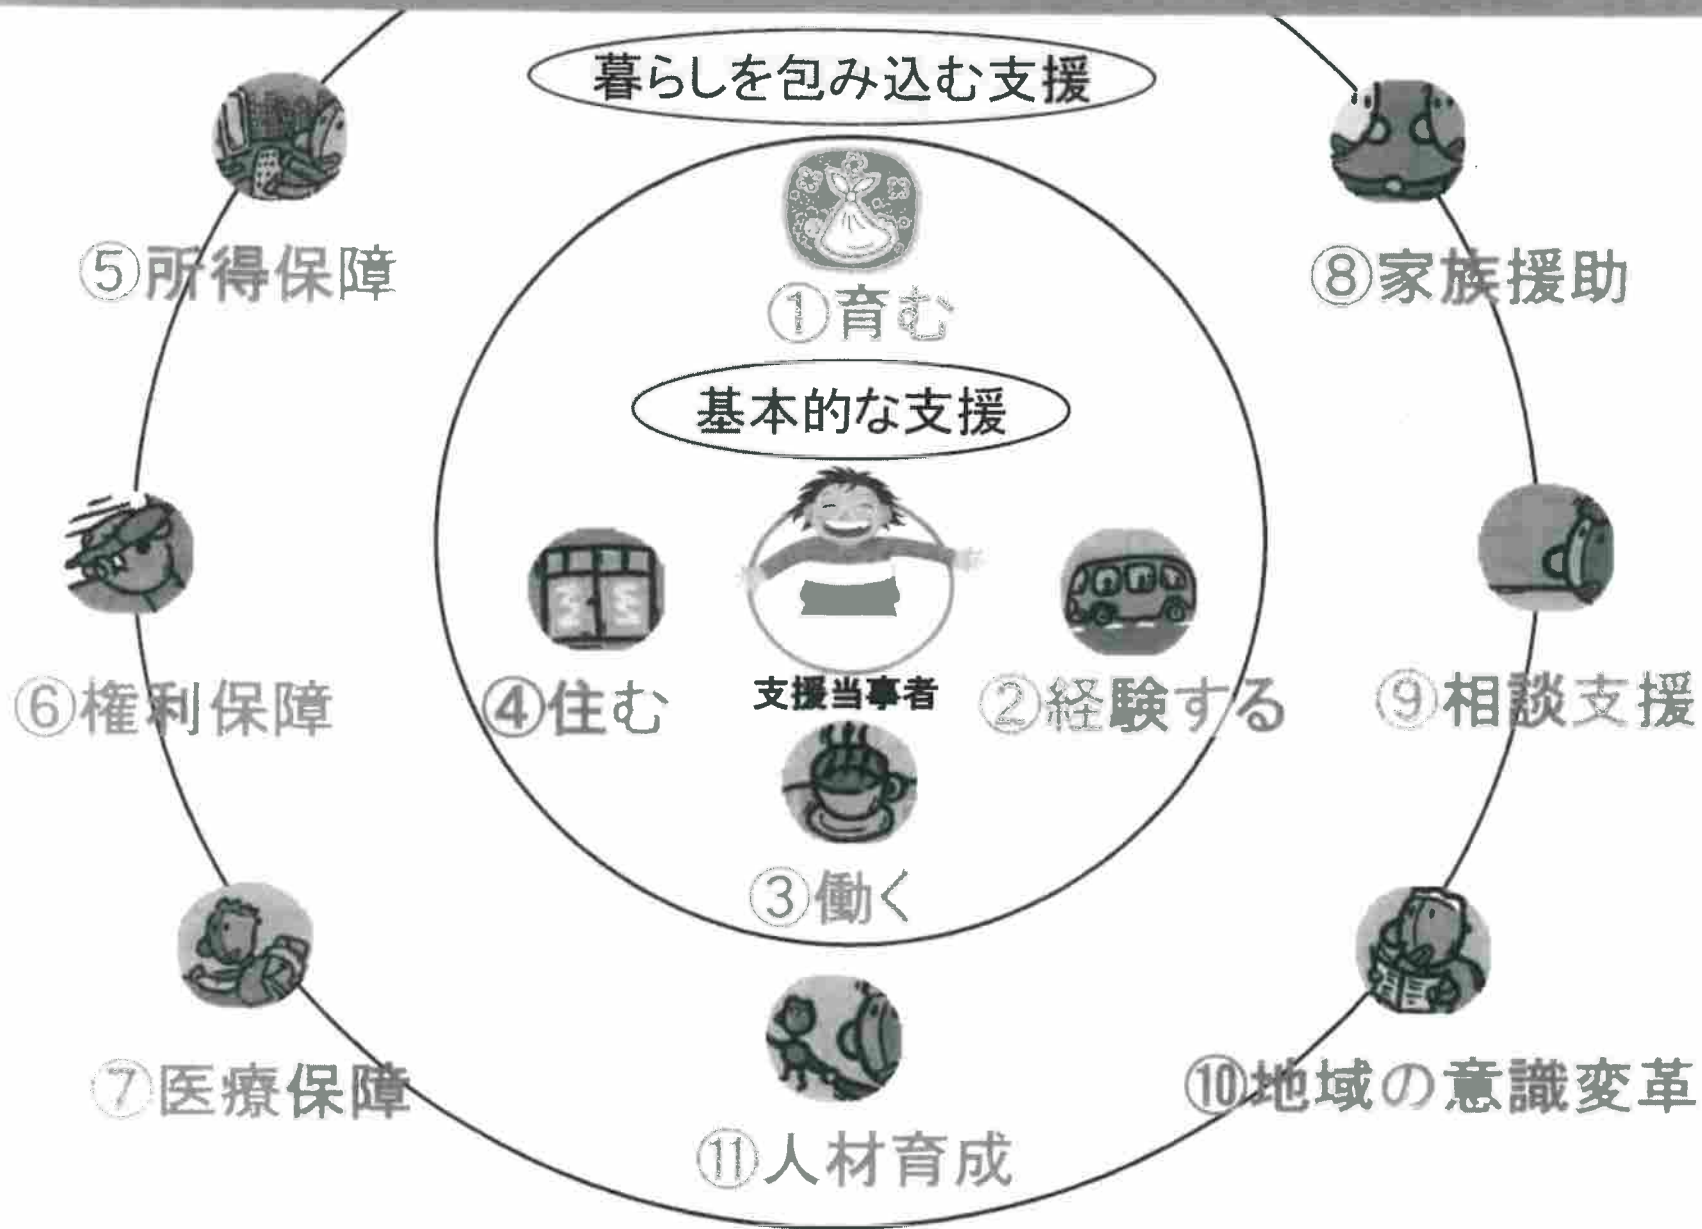 暮らしを包み込む支援
⑤所得保障
⑧家族援助
①育む
基本的な支援
⑥権利保障
④住む
支援当事者
②経験する
⑨相談支援
③働く
⑦医療保障
⑩地域の意識変革
⑪人材育成